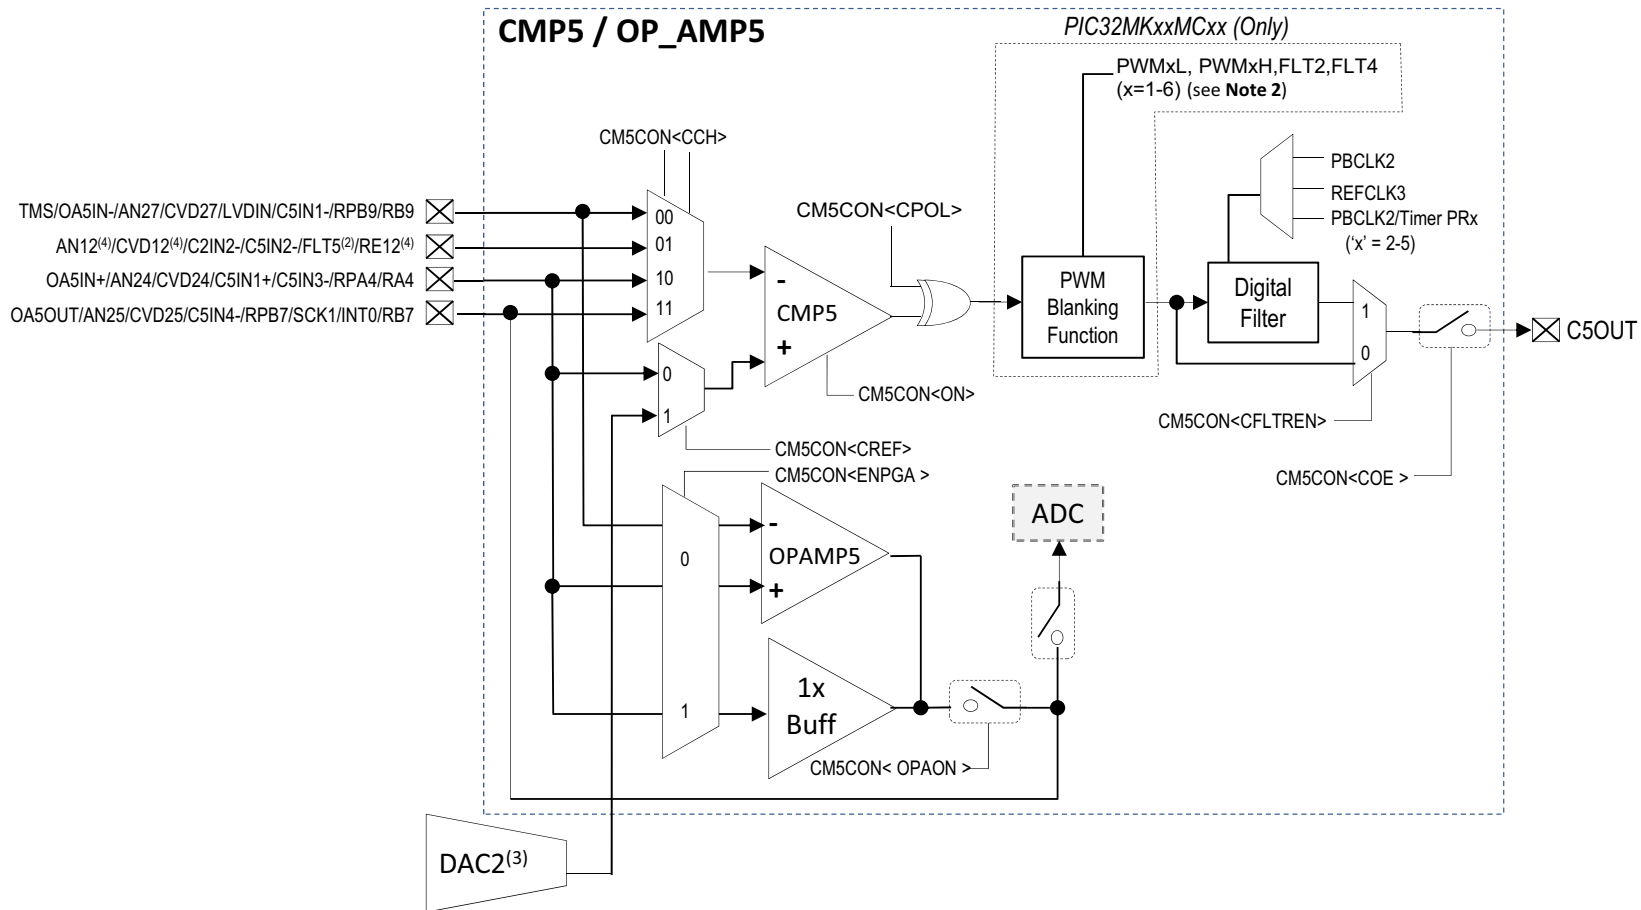 CMP5 / OP_AMP5
PIC32MKxxMCxx (Only)
PWMxL, PWMxH,FLT2,FLT4
(x=1-6) (see Note 2)
CM5CON<CCH>
PBCLK2
REFCLK3
PBCLK2/Timer PRx
('x' = 2-5)
TMS/OA5IN-/AN27/CVD27/LVDIN/C5IN1-/RPB9/RB9
AN12(4)/CVD12(4)/C2IN2-/C5IN2-/FLT5(2)/RE12(4)
OA5IN+/AN24/CVD24/C5IN1+/C5IN3-/RPA4/RA4
OA5OUT/AN25/CVD25/C5IN4-/RPB7/SCK1/INT0/RB7
00
01
10
11
CM5CON<CPOL>
-
CMP5
+
PWM
Blanking
Function
Digital
Filter
1
0
C5OUT
0
1
CM5CON<ON>
CM5CON<CFLTREN>
CM5CON<CREF>
CM5CON<ENPGA >
CM5CON<COE >
ADC
0
1
-
OPAMP5
+
1x
Buff
CM5CON< OPAON >
DAC2(3)